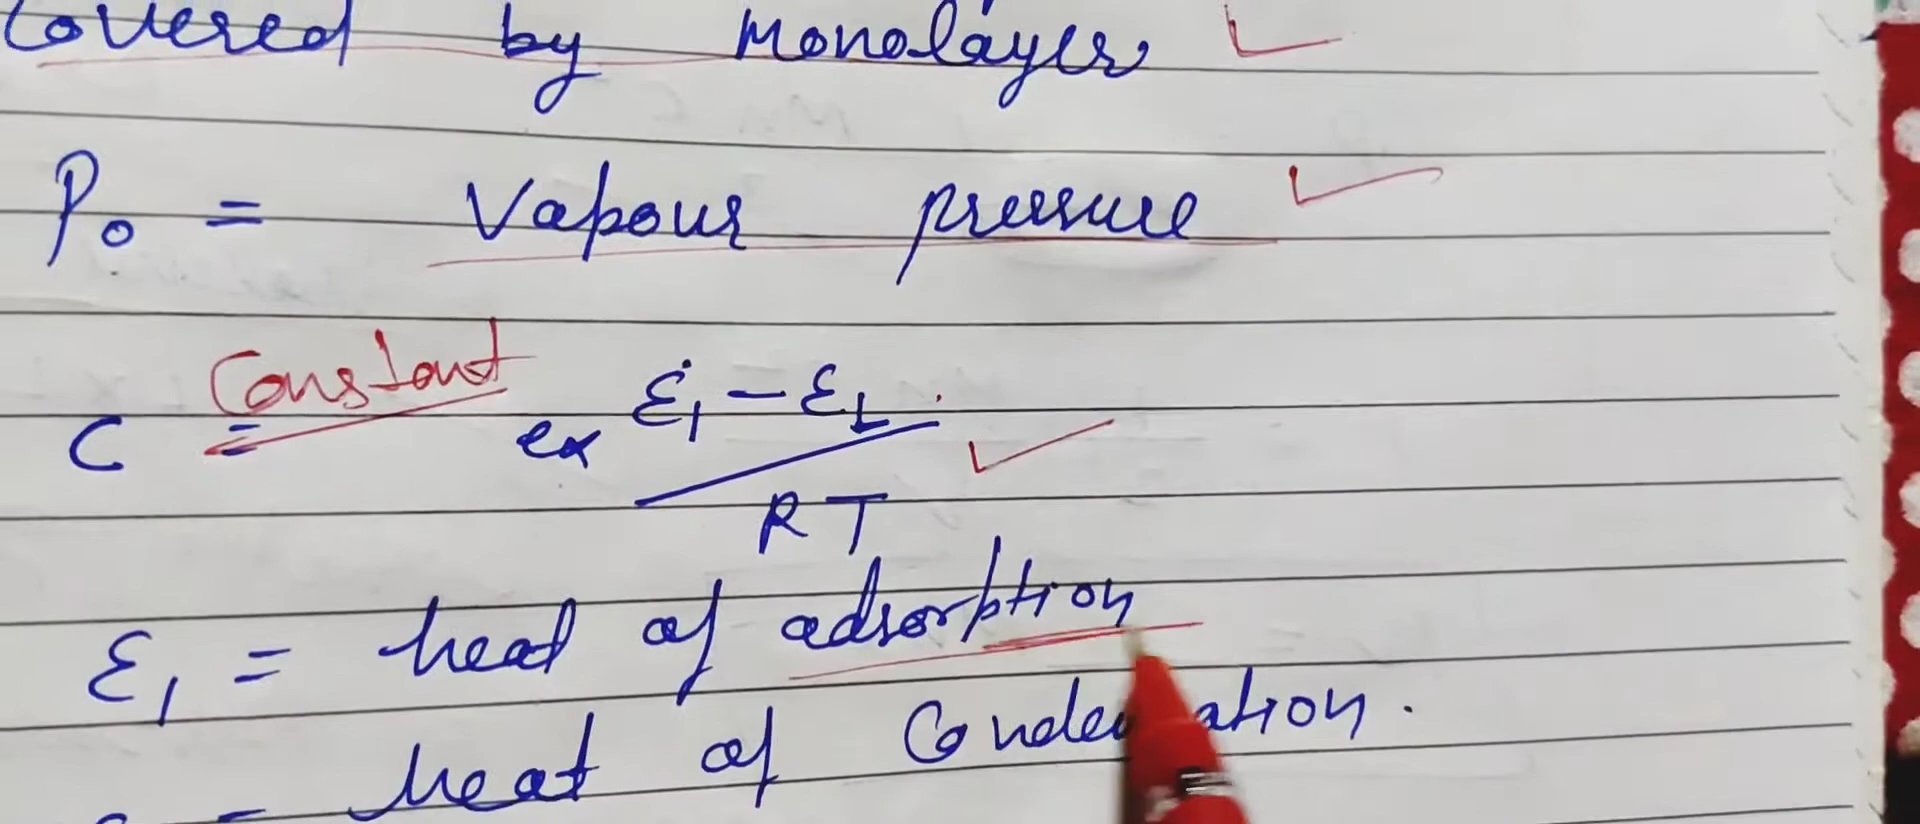 Covered by monolayer
P₀ = Vapour pressure
Constant
C = ex ε₁ - ε_L
RT
ε₁ = heat of adsorption
= heat of Condensation.